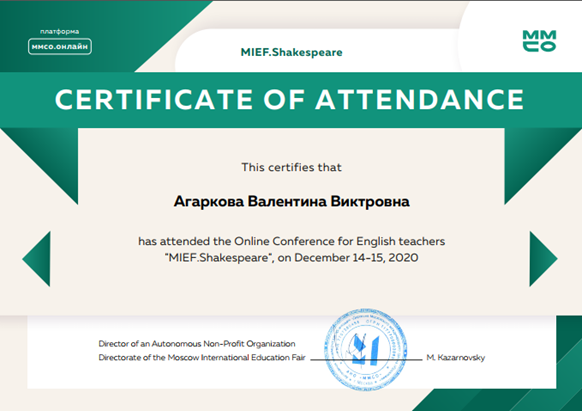 платформа
ммсо.онлайн
MIEF.Shakespeare
MM
CO
CERTIFICATE OF ATTENDANCE
This certifies that
Агаркова Валентина Виктровна
has attended the Online Conference for English teachers
"MIEF.Shakespeare", on December 14-15, 2020
Director of an Autonomous Non-Profit Organization
Directorate of the Moscow International Education Fair
M. Kazarnovsky